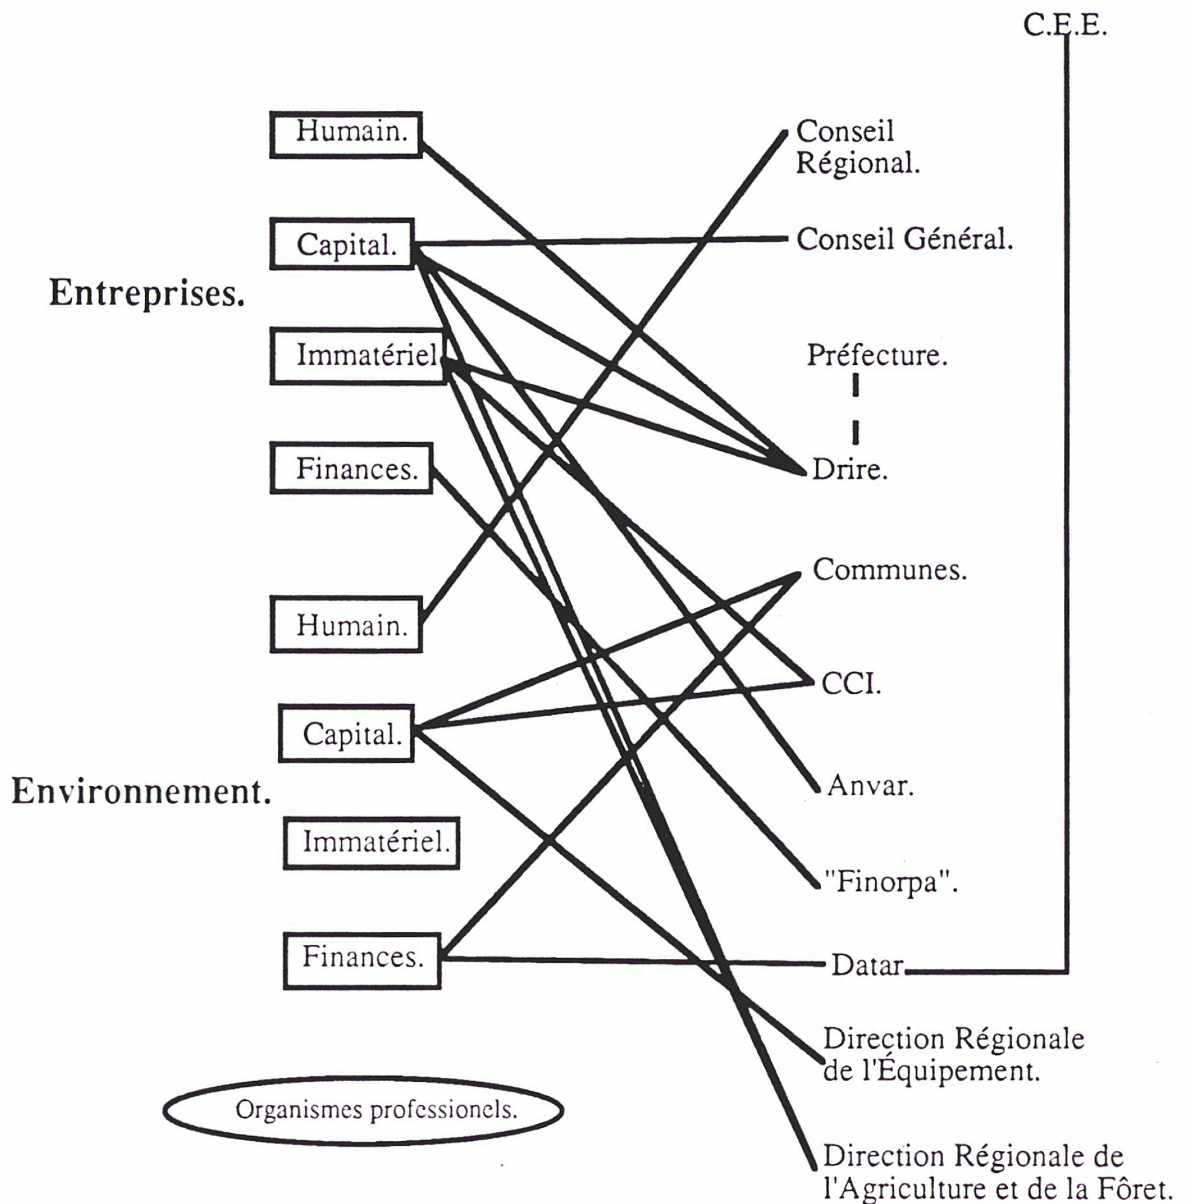 C.E.E.
Humain.
Conseil
Régional.
Capital.
Conseil Général.
Entreprises.
Immatériel
Préfecture.
Finances.
Drire.
Communes.
Humain.
CCI.
Capital.
Environnement.
Anvar.
Immatériel.
"Finorpa".
Finances.
Datar
Direction Régionale
de l'Équipement.
Organismes professionels.
Direction Régionale de
l'Agriculture et de la Fôret.